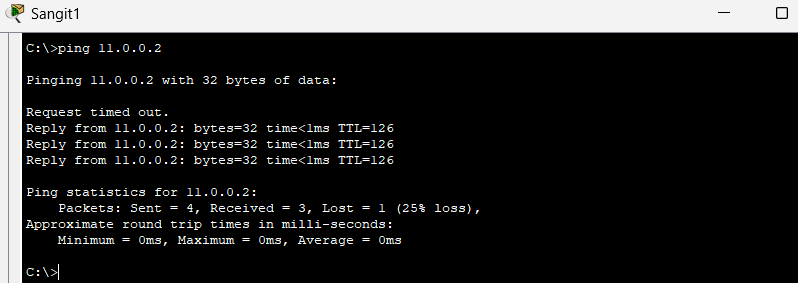 Sangit1
C:\>ping 11.0.0.2
Pinging 11.0.0.2 with 32 bytes of data:
Request timed out.
Reply from 11.0.0.2: bytes=32 time<1ms TTL=126
Reply from 11.0.0.2: bytes=32 time<1ms TTL=126
Reply from 11.0.0.2: bytes=32 time<1ms TTL=126
Ping statistics for 11.0.0.2:
    Packets: Sent = 4, Received = 3, Lost = 1 (25% loss),
Approximate round trip times in milli-seconds:
    Minimum = 0ms, Maximum = 0ms, Average = 0ms
C:\>